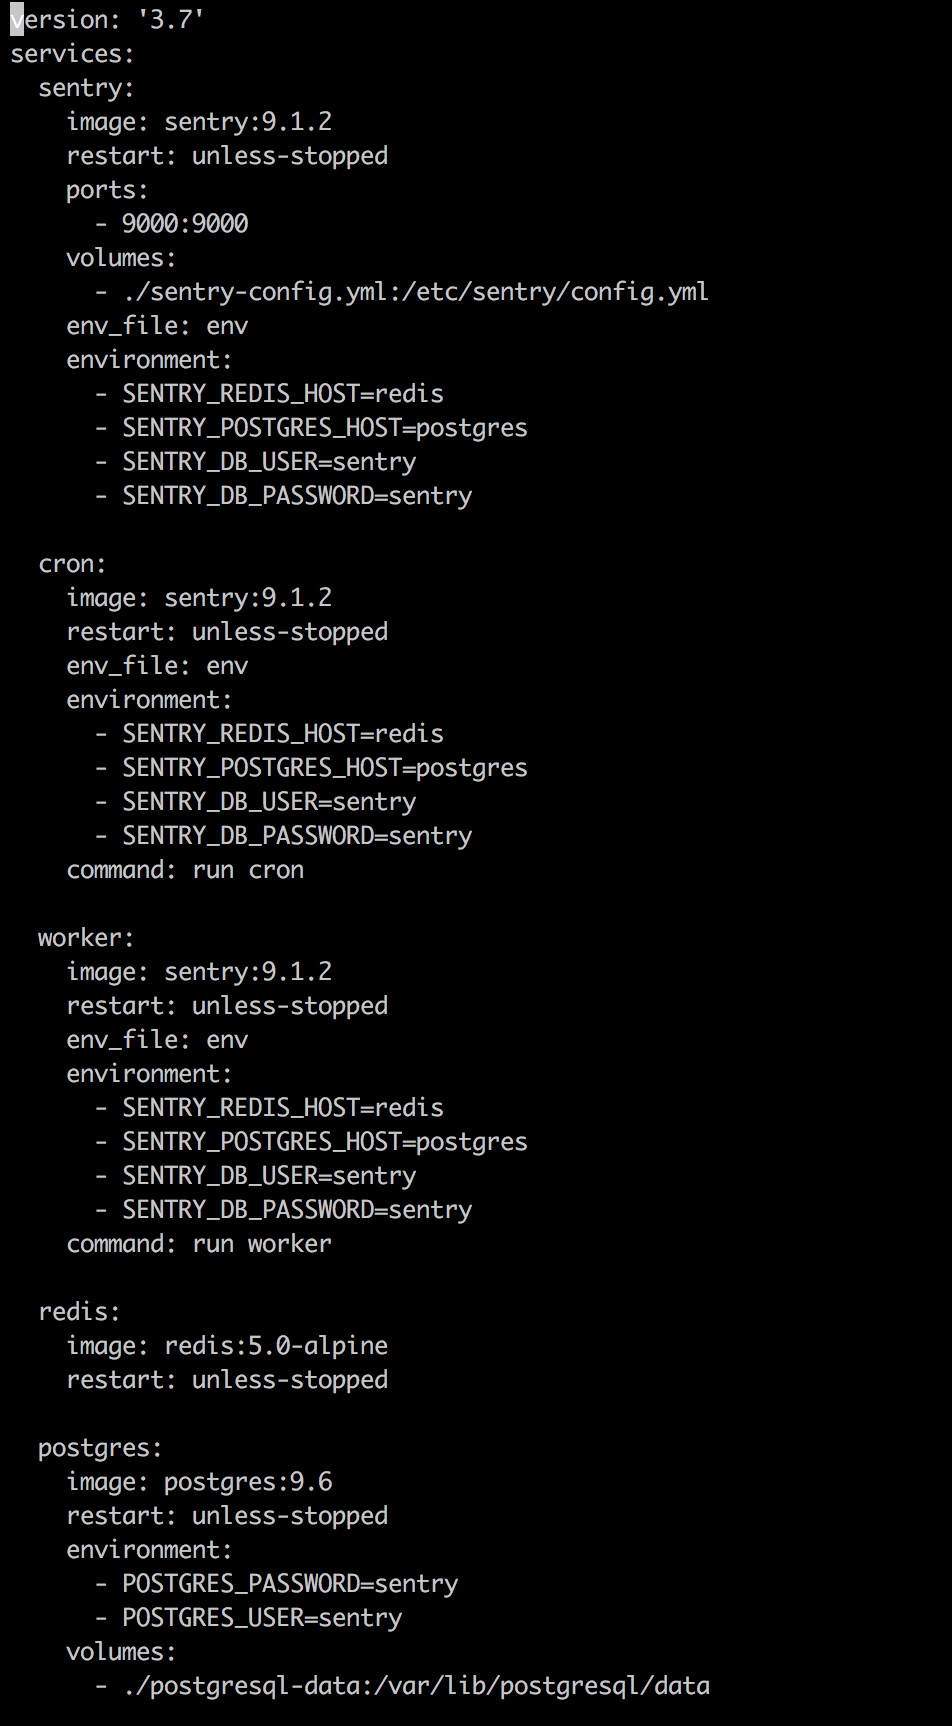 version: '3.7'
services:
  sentry:
    image: sentry:9.1.2
    restart: unless-stopped
    ports:
      - 9000:9000
    volumes:
      - ./sentry-config.yml:/etc/sentry/config.yml
    env_file: env
    environment:
      - SENTRY_REDIS_HOST=redis
      - SENTRY_POSTGRES_HOST=postgres
      - SENTRY_DB_USER=sentry
      - SENTRY_DB_PASSWORD=sentry

  cron:
    image: sentry:9.1.2
    restart: unless-stopped
    env_file: env
    environment:
      - SENTRY_REDIS_HOST=redis
      - SENTRY_POSTGRES_HOST=postgres
      - SENTRY_DB_USER=sentry
      - SENTRY_DB_PASSWORD=sentry
    command: run cron

  worker:
    image: sentry:9.1.2
    restart: unless-stopped
    env_file: env
    environment:
      - SENTRY_REDIS_HOST=redis
      - SENTRY_POSTGRES_HOST=postgres
      - SENTRY_DB_USER=sentry
      - SENTRY_DB_PASSWORD=sentry
    command: run worker

  redis:
    image: redis:5.0-alpine
    restart: unless-stopped

  postgres:
    image: postgres:9.6
    restart: unless-stopped
    environment:
      - POSTGRES_PASSWORD=sentry
      - POSTGRES_USER=sentry
    volumes:
      - ./postgresql-data:/var/lib/postgresql/data